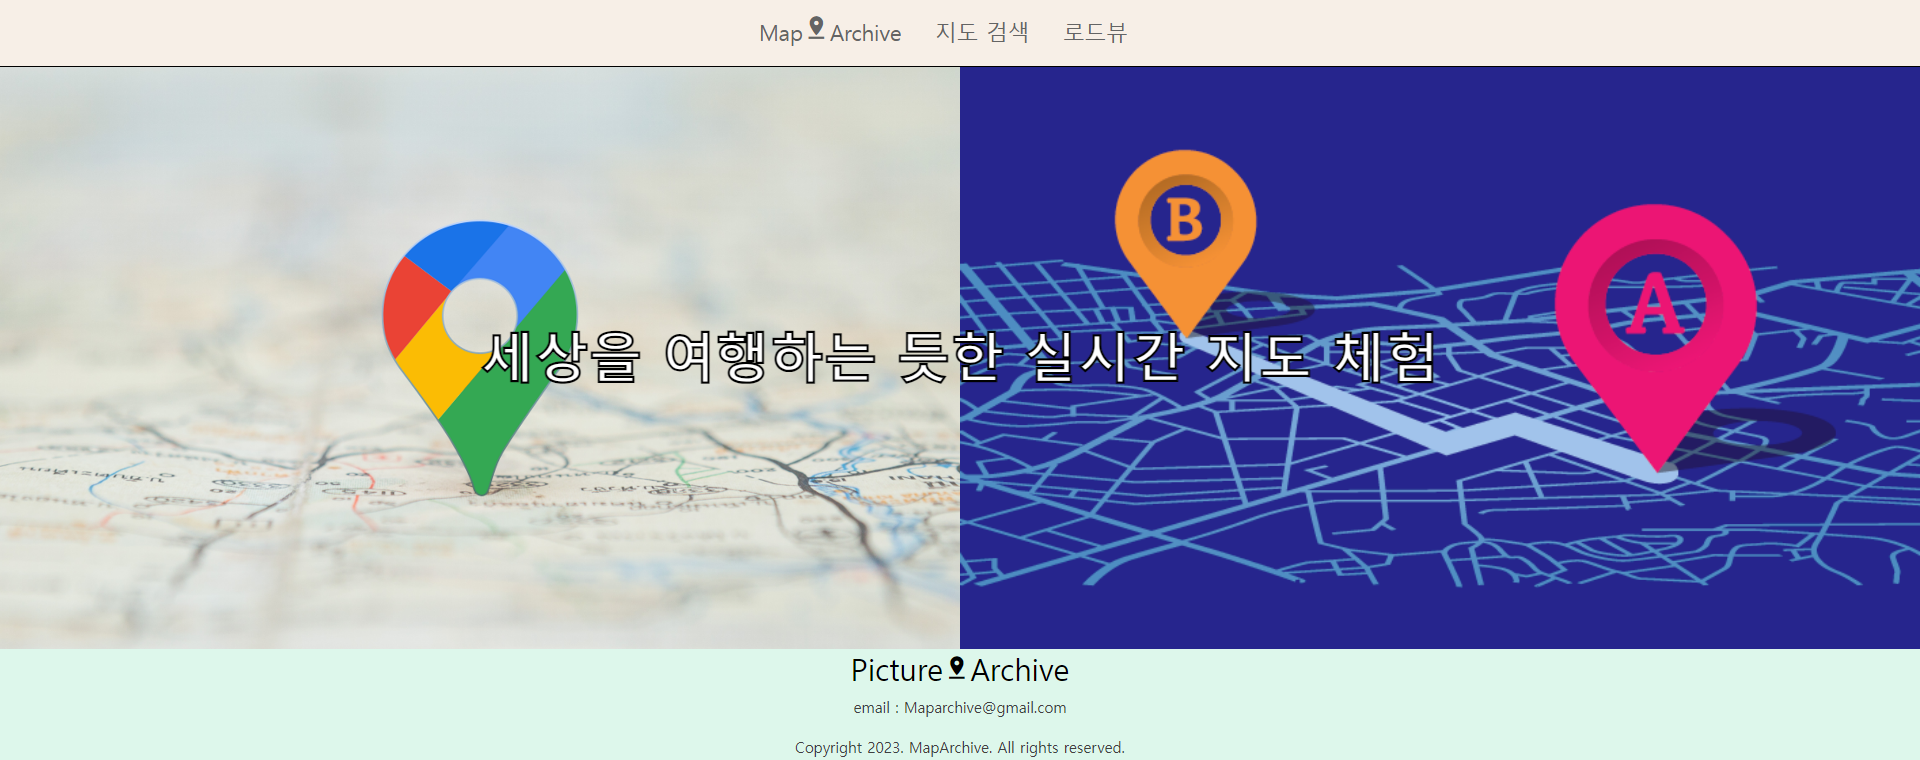 Map Archive 지도 검색 로드뷰
B
A
세상을 여행하는 듯한 실시간 지도 체험
Picture Archive
email : Maparchive@gmail.com
Copyright 2023. MapArchive. All rights reserved.